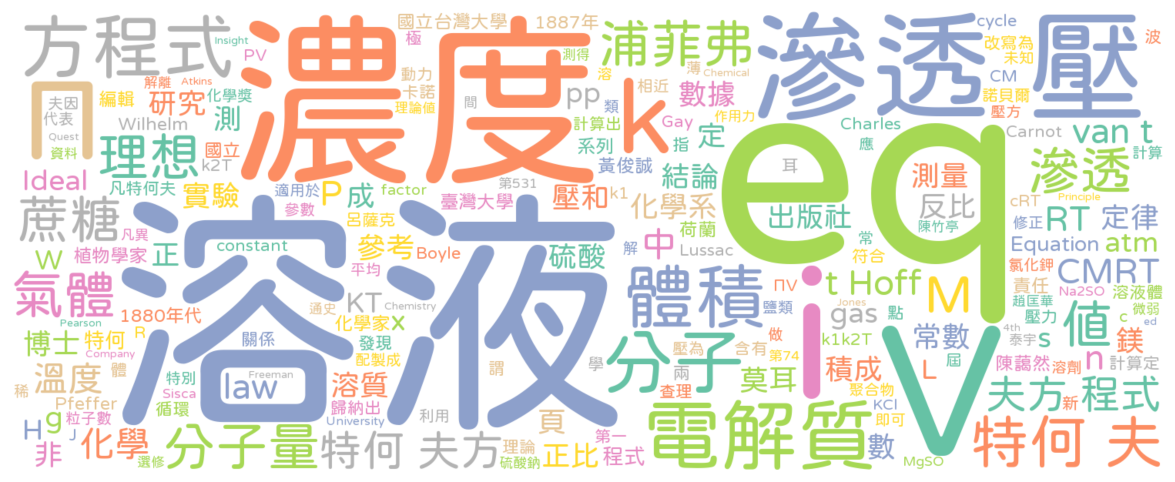 濃度
溶液
滲透壓
eq
V
i
k
電解質
方程式
Π
夫因
代表
Quest
資料
編輯
解離
Atkins
Insight
PV
研究
化學獎
Wilhelm
測
國立台灣大學
1887年
極
測得
動力
卡諾
理論值
間
溶
薄
相近
Chemical
浦菲弗
pp
類
計算出
系列
數據
Gay
指
定
作用力
cycle
改寫為
未知
CM
諾貝爾
壓方
波
Charles
應
Carnot
van t
計算
理想
國立
k2T
Ideal
凡特何夫
實驗
適用於
參數
P
成
factor
臺灣大學
第531
壓和
k1
黃俊誠
結論
耳
測量
反比
滲透
cRT
修正
Principle
陳竹亭
RT
定律
蔗糖
凡異
W
植物學家
正
constant
參考
呂薩克
Boyle
硫酸
化學系
荷蘭
中
解
Lussac
出版社
常
符合
Equation
atm
氯化鉀
CMRT
氣體
1880年代
Pearson
Company
博士
特何
R
關係
平均
KT
通史
Chemistry
化學家
x
發現
配製成
體積
ΠV
鹽類
t Hoff
gas
M
點
常數
責任
Na2SO
趙匡華
壓力
溶液體
微弱
c
s
值
泰宇
4th
ed
鎂
溫度
體
稀
Pfeffer
特別
Sisca
循環
law
Freeman
溶質
謂
學
分子
壓為
兩
含有
莫耳
做
第74
查理
Jones
k1k2T
積成
屆
L
聚合物
KCl
即可
n
陳藹然
溶劑
新
計算定
夫方程式
H
g
J
粒子數
非
化學
選修
分子量
歸納出
University
利用
特何 夫方
理論
硫酸鈉
頁
正比
第一
程式
數
MgSO
特何 夫